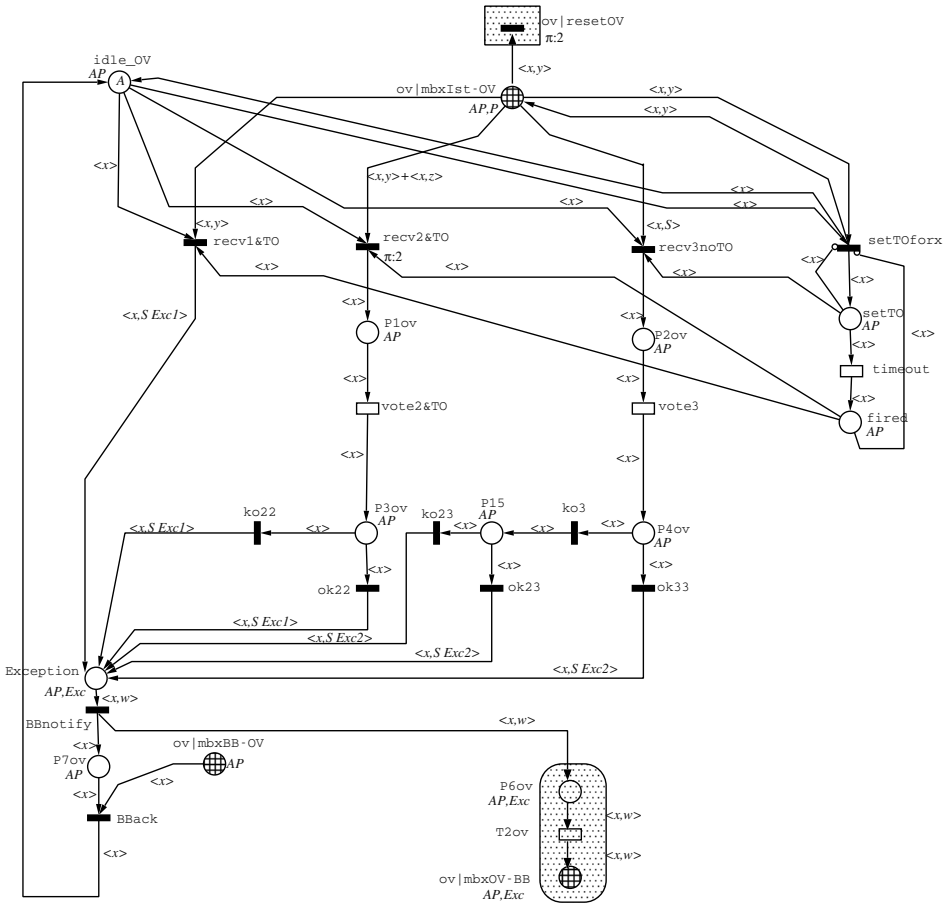 ov|resetOV
π:2
idle_OV
AP
A
<x,y>
ov|mbxIst-OV
AP,P
<x,y>
<x,y>
<x>
<x,y>+<x,z>
<x>
<x>
<x>
<x>
<x,y>
<x,S>
recv1&TO
recv2&TO
π:2
recv3noTO
setTOforx
<x>
<x>
<x>
<x>
<x>
<x,S Exc1>
<x>
<x>
setTO
AP
P1ov
AP
P2ov
AP
<x>
<x>
timeout
<x>
<x>
<x>
vote2&TO
vote3
fired
AP
<x>
<x>
P3ov
AP
P15
AP
P4ov
AP
ko22
ko23
ko3
<x,S Exc1>
<x>
<x>
<x>
<x>
<x>
<x>
<x>
ok22
ok23
ok33
<x,S Exc1>
<x,S Exc2>
<x,S Exc2>
<x,S Exc2>
Exception
AP,Exc
<x,w>
BBnotify
<x,w>
<x>
ov|mbxBB-OV
AP
P7ov
AP
<x>
<x>
BBack
<x>
P6ov
AP,Exc
<x,w>
T2ov
<x,w>
ov|mbxOV-BB
AP,Exc